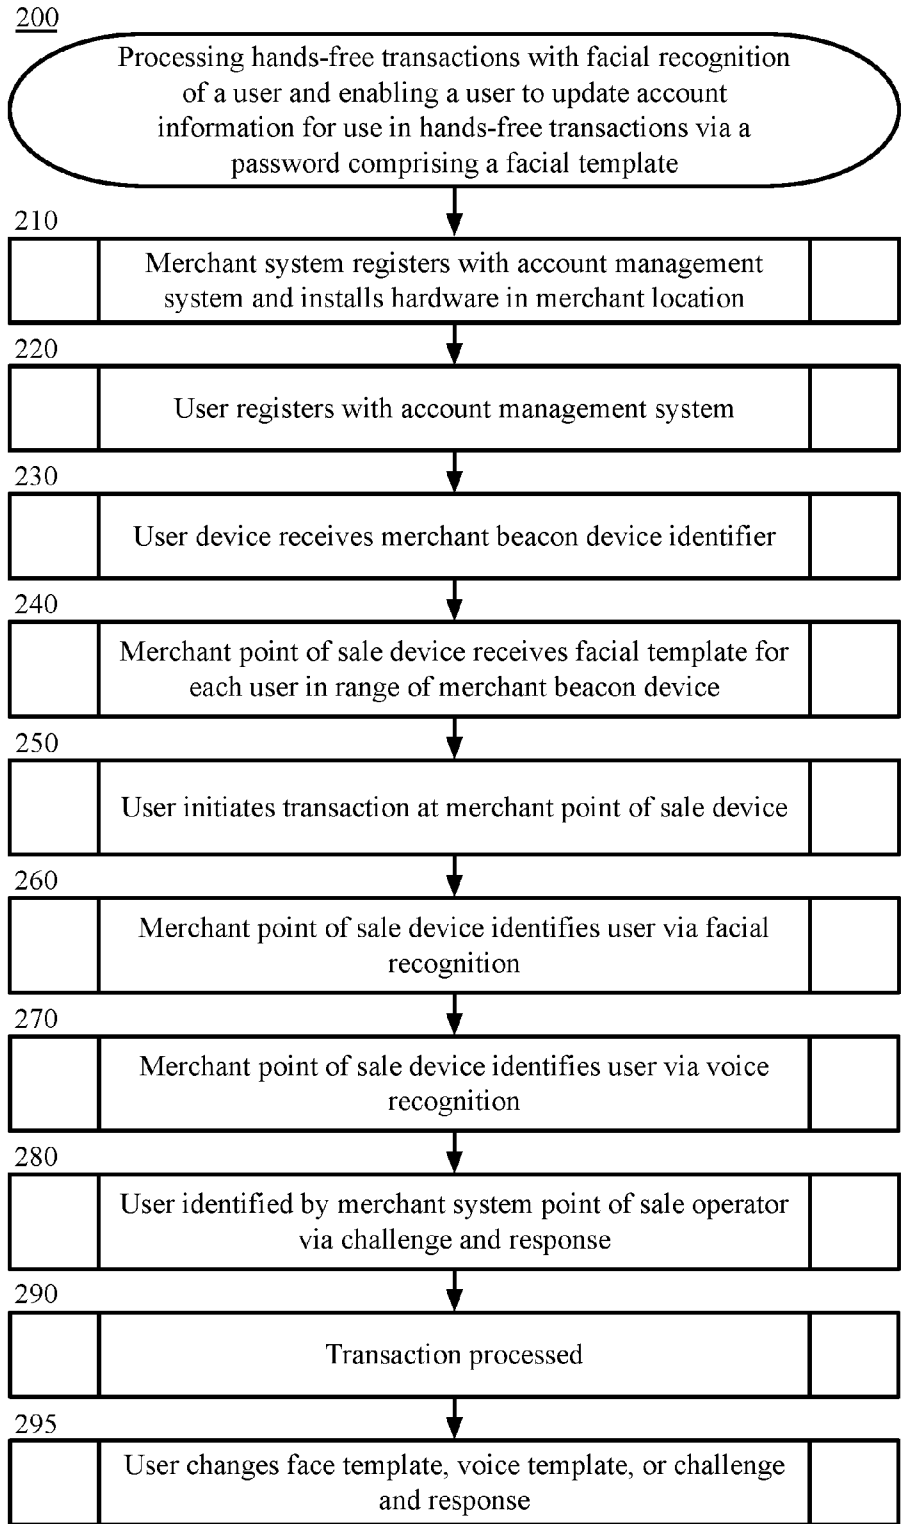 200
Processing hands-free transactions with facial recognition
of a user and enabling a user to update account
information for use in hands-free transactions via a
password comprising a facial template
210
Merchant system registers with account management
system and installs hardware in merchant location
220
User registers with account management system
230
User device receives merchant beacon device identifier
240
Merchant point of sale device receives facial template for
each user in range of merchant beacon device
250
User initiates transaction at merchant point of sale device
260
Merchant point of sale device identifies user via facial
recognition
270
Merchant point of sale device identifies user via voice
recognition
280
User identified by merchant system point of sale operator
via challenge and response
290
Transaction processed
295
User changes face template, voice template, or challenge
and response